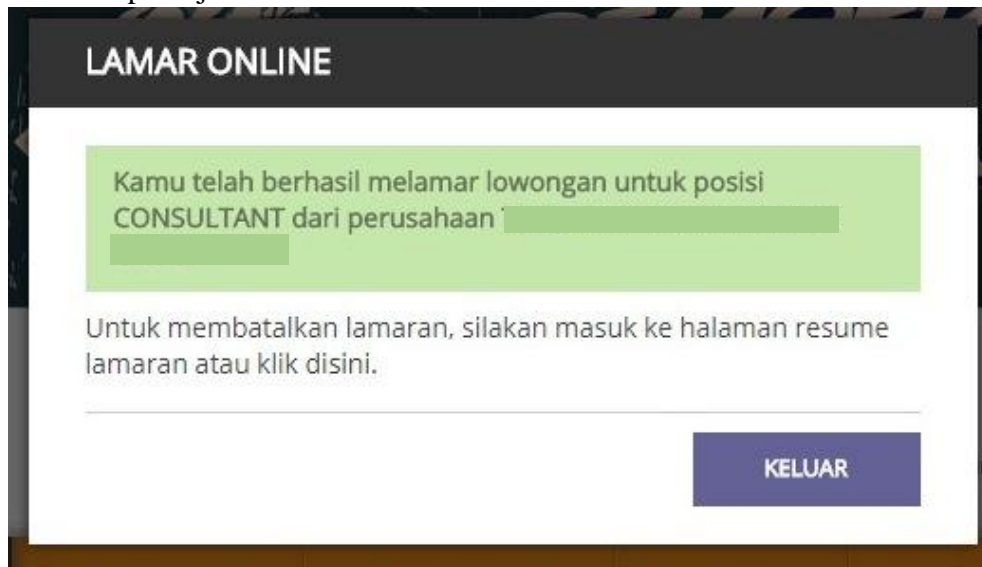 LAMAR ONLINE
Kamu telah berhasil melamar lowongan untuk posisi
CONSULTANT dari perusahaan
Untuk membatalkan lamaran, silakan masuk ke halaman resume
lamaran atau klik disini.
KELUAR